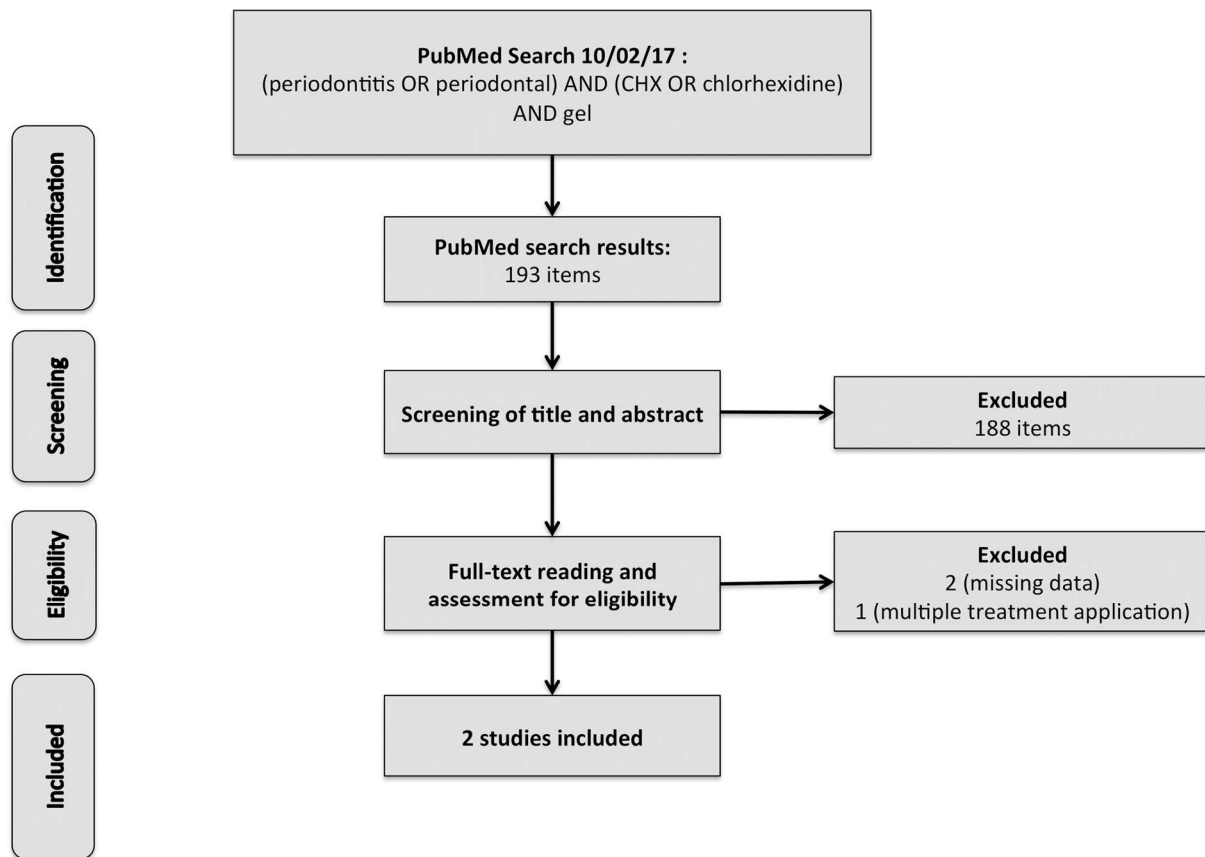 PubMed Search 10/02/17 :
(periodontitis OR periodontal) AND (CHX OR chlorhexidine)
AND gel
Identification
PubMed search results:
193 items
Screening
Screening of title and abstract
Excluded
188 items
Eligibility
Full-text reading and
assessment for eligibility
Excluded
2 (missing data)
1 (multiple treatment application)
Included
2 studies included